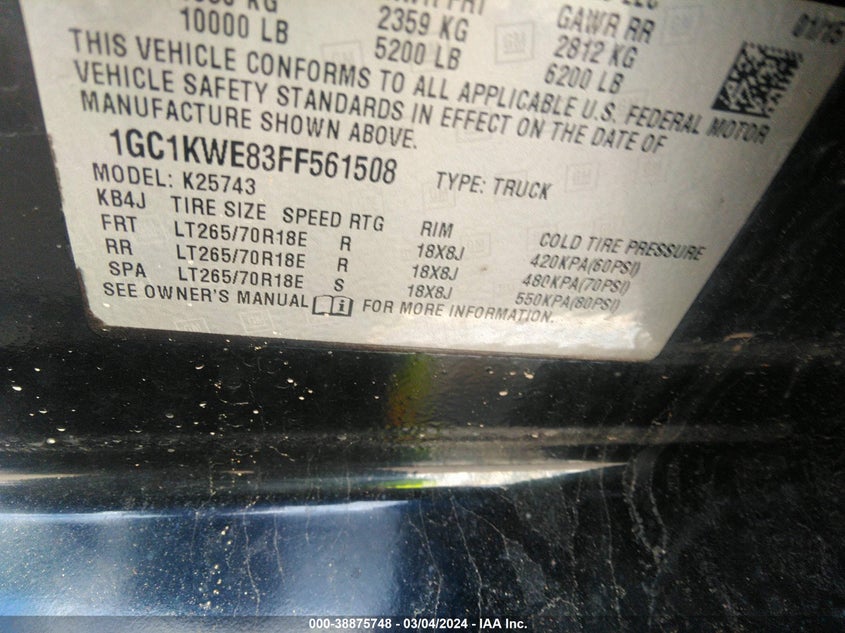 10000 LB
2359 KG
5200 LB
GAWR RR
2812 KG
6200 LB
01/15
THIS VEHICLE CONFORMS TO ALL APPLICABLE U.S. FEDERAL MOTOR
VEHICLE SAFETY STANDARDS IN EFFECT ON THE DATE OF
MANUFACTURE SHOWN ABOVE.
1GC1KWE83FF561508
TYPE: TRUCK
MODEL: K25743
KB4J TIRE SIZE SPEED RTG RIM COLD TIRE PRESSURE
FRT LT265/70R18E R 18X8J 420KPA(60PSI)
RR LT265/70R18E R 18X8J 480KPA(70PSI)
SPA LT265/70R18E S 18X8J 550KPA(80PSI)
SEE OWNER'S MANUAL FOR MORE INFORMATION.
000-38875748 - 03/04/2024 - IAA Inc.